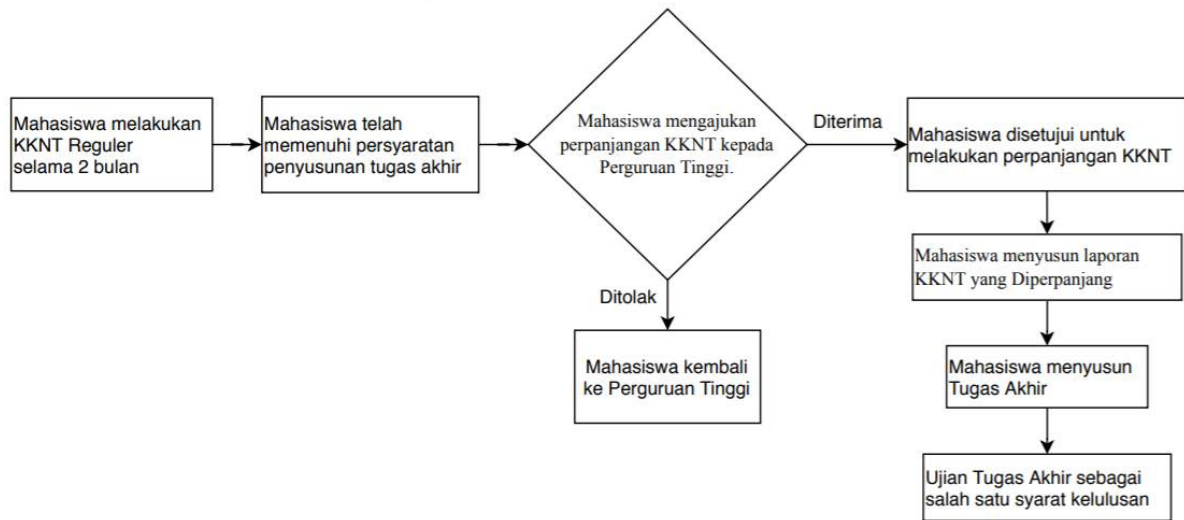 Mahasiswa melakukan
KKNT Reguler
selama 2 bulan
Mahasiswa telah
memenuhi persyaratan
penyusunan tugas akhir
Mahasiswa mengajukan
perpanjangan KKNT kepada
Perguruan Tinggi.
Diterima
Mahasiswa disetujui untuk
melakukan perpanjangan KKNT
Mahasiswa menyusun laporan
KKNT yang Diperpanjang
Ditolak
Mahasiswa kembali
ke Perguruan Tinggi
Mahasiswa menyusun
Tugas Akhir
Ujian Tugas Akhir sebagai
salah satu syarat kelulusan